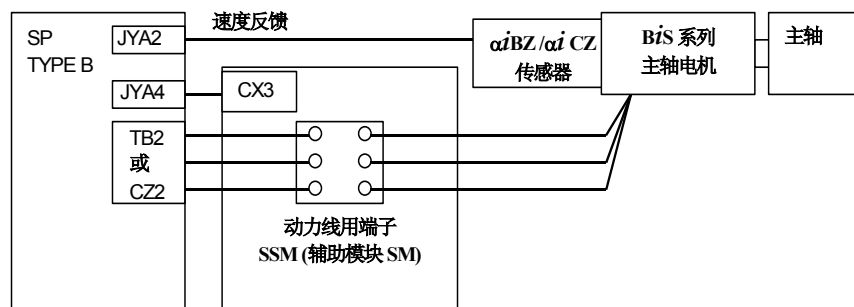 SP
TYPE B
JYA2
速度反馈
αiBZ/αi CZ
传感器
BiS 系列
主轴电机
主轴
JYA4
CX3
TB2
或
CZ2
动力线用端子
SSM (辅助模块 SM)